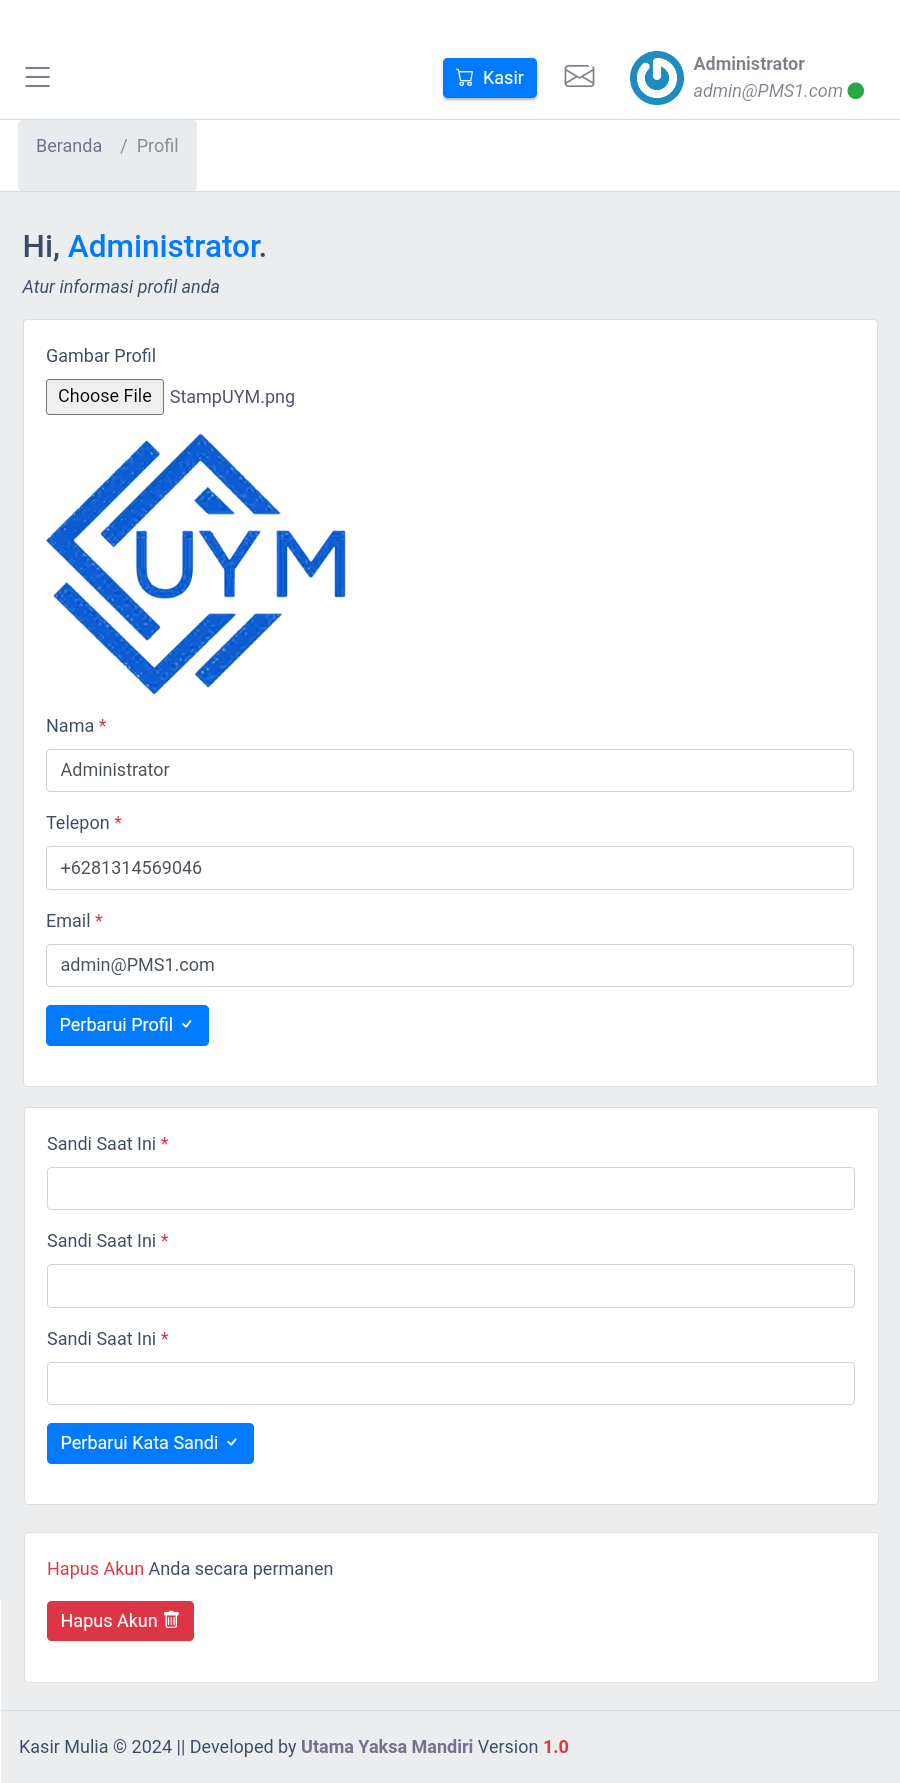 Kasir
Administrator
admin@PMS1.com
Beranda / Profil
Hi, Administrator.
Atur informasi profil anda
Gambar Profil
Choose File StampUYM.png
UYM
Nama *
Administrator
Telepon *
+6281314569046
Email *
admin@PMS1.com
Perbarui Profil
Sandi Saat Ini *
Sandi Saat Ini *
Sandi Saat Ini *
Perbarui Kata Sandi
Hapus Akun Anda secara permanen
Hapus Akun
Kasir Mulia © 2024 || Developed by Utama Yaksa Mandiri Version 1.0